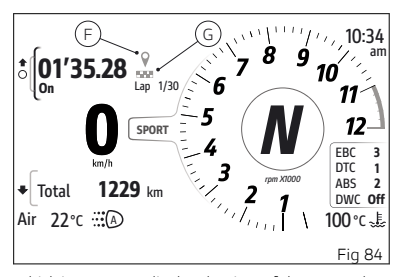 F
G
01'35.28
On
Lap 1/30
10:34
am
0
km/h
SPORT
N
rpm X1000
1
2
3
4
5
6
7
8
9
10
11
12
EBC 3
DTC 1
ABS 2
DWC Off
Total 1229 km
Air 22°C
A
100 °C
Fig 84